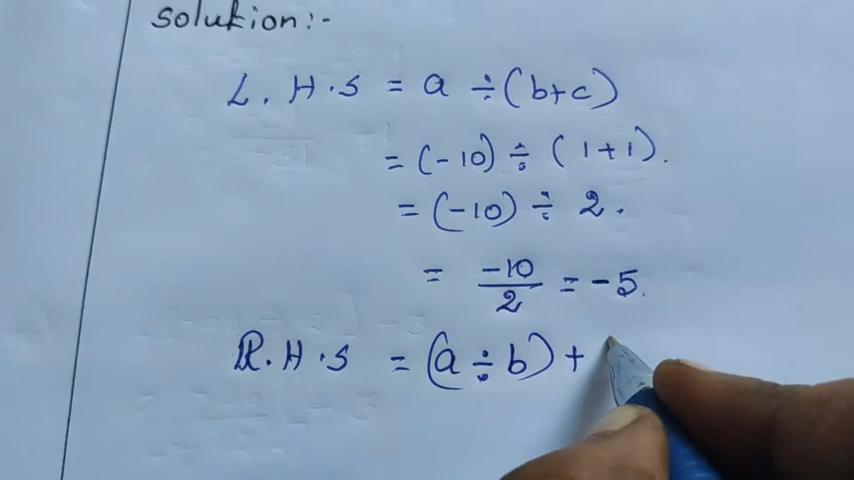 solution:-
L.H.S = a ÷ (b+c)
= (-10) ÷ (1+1).
= (-10) ÷ 2.
= -10/2 = -5.
R.H.S = (a ÷ b) +